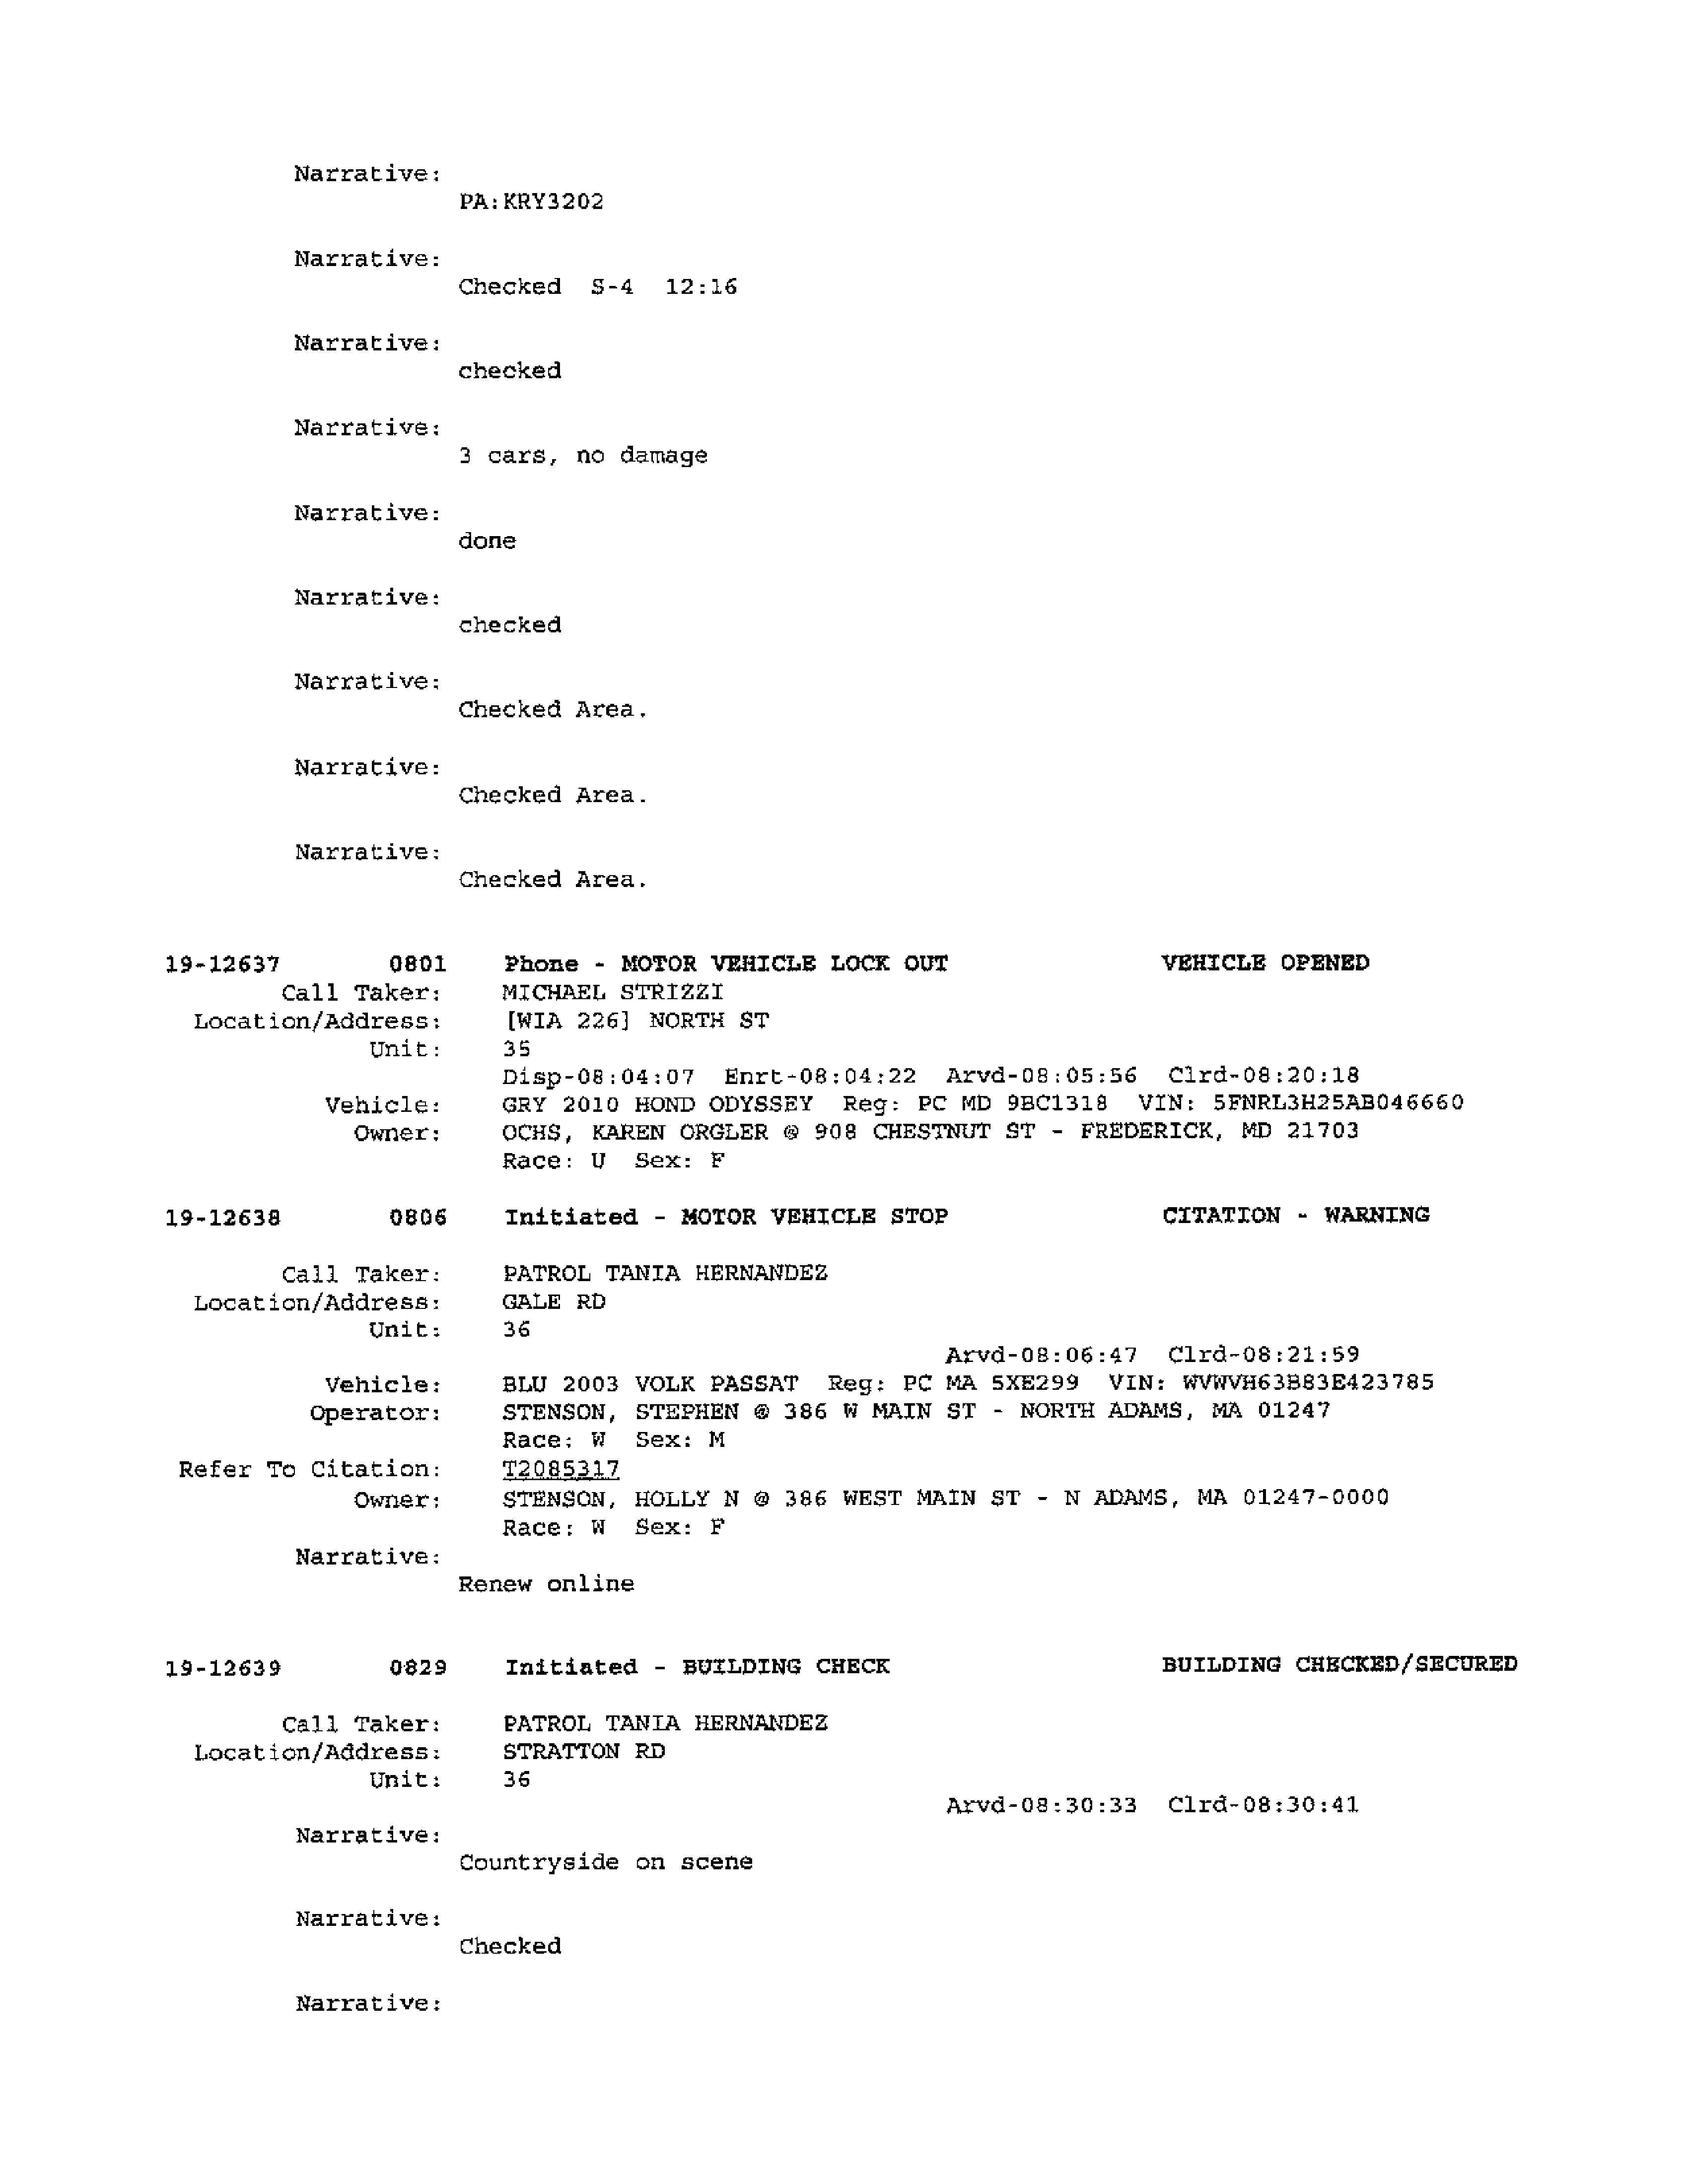 Narrative:
PA:KRY3202
Narrative:
Checked S-4 12:16
Narrative:
checked
Narrative:
3 cars, no damage
Narrative:
done
Narrative:
checked
Narrative:
Checked Area.
Narrative:
Checked Area.
Narrative:
Checked Area.
19-12637 0801 Phone - MOTOR VEHICLE LOCK OUT VEHICLE OPENED
Call Taker: MICHAEL STRIZZI
Location/Address: [WIA 226] NORTH ST
Unit: 35
Disp-08:04:07 Enrt-08:04:22 Arvd-08:05:56 Clrd-08:20:18
Vehicle: GRY 2010 HOND ODYSSEY Reg: PC MD 9BC1318 VIN: 5FNRL3H25AB046660
Owner: OCHS, KAREN ORGLER @ 908 CHESTNUT ST - FREDERICK, MD 21703
Race: U Sex: F
19-12638 0806 Initiated - MOTOR VEHICLE STOP CITATION - WARNING
Call Taker: PATROL TANIA HERNANDEZ
Location/Address: GALE RD
Unit: 36
Arvd-08:06:47 Clrd-08:21:59
Vehicle: BLU 2003 VOLK PASSAT Reg: PC MA 5XE299 VIN: WVWVH63B83E423785
Operator: STENSON, STEPHEN @ 386 W MAIN ST - NORTH ADAMS, MA 01247
Race: W Sex: M
Refer To Citation: T2085317
Owner: STENSON, HOLLY N @ 386 WEST MAIN ST - N ADAMS, MA 01247-0000
Race: W Sex: F
Narrative:
Renew online
19-12639 0829 Initiated - BUILDING CHECK BUILDING CHECKED/SECURED
Call Taker: PATROL TANIA HERNANDEZ
Location/Address: STRATTON RD
Unit: 36
Arvd-08:30:33 Clrd-08:30:41
Narrative:
Countryside on scene
Narrative:
Checked
Narrative: